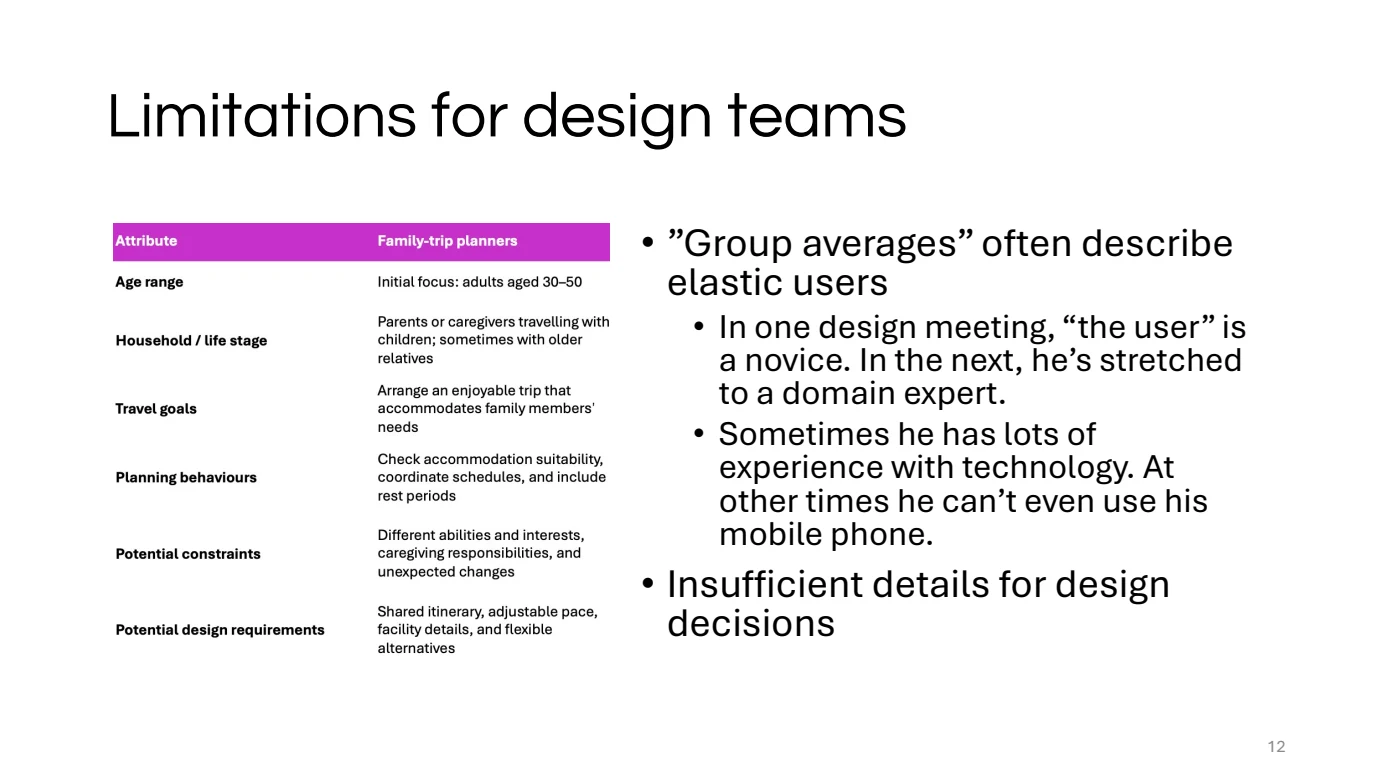 Limitations for design teams
Attribute Family-trip planners
Age range Initial focus: adults aged 30–50
Household / life stage Parents or caregivers travelling with
children; sometimes with older
relatives
Travel goals Arrange an enjoyable trip that
accommodates family members'
needs
Planning behaviours Check accommodation suitability,
coordinate schedules, and include
rest periods
Potential constraints Different abilities and interests,
caregiving responsibilities, and
unexpected changes
Potential design requirements Shared itinerary, adjustable pace,
facility details, and flexible
alternatives
• ”Group averages” often describe
elastic users
• In one design meeting, “the user” is
a novice. In the next, he’s stretched
to a domain expert.
• Sometimes he has lots of
experience with technology. At
other times he can’t even use his
mobile phone.
• Insufficient details for design
decisions
12